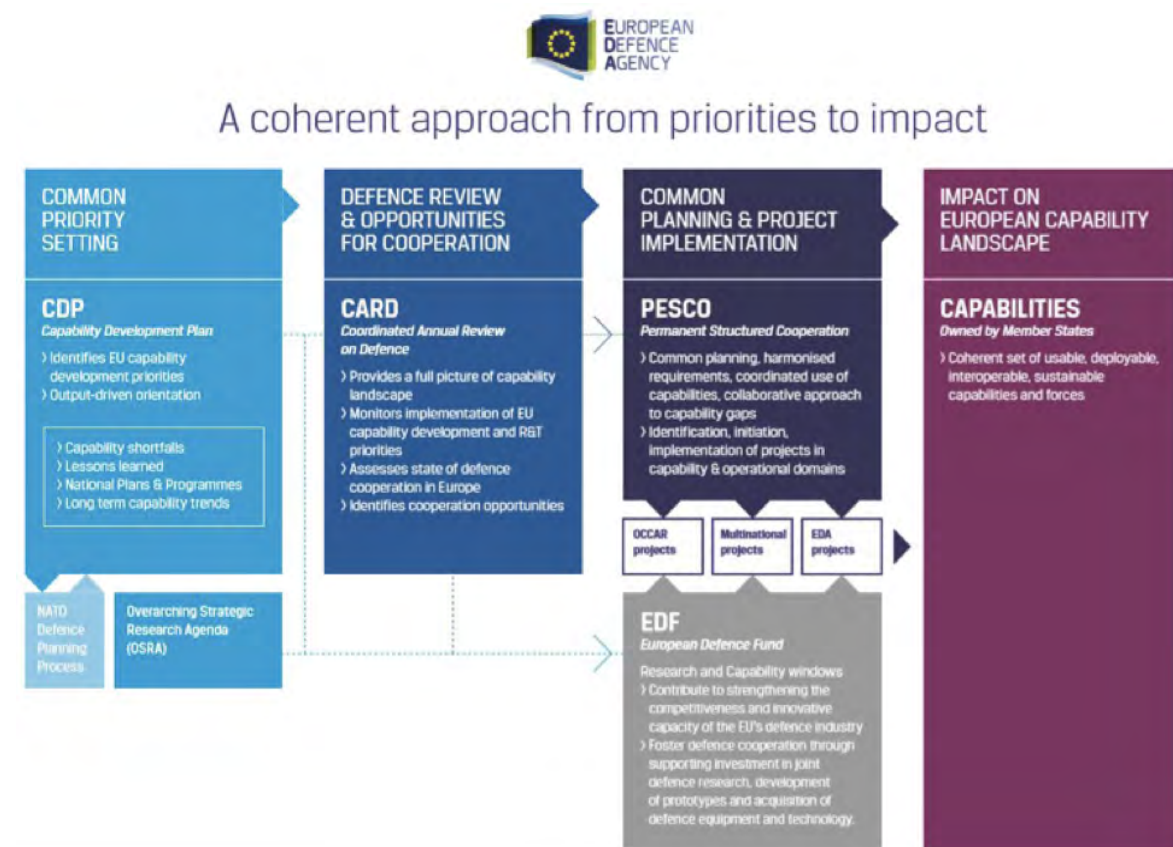 EUROPEAN
DEFENCE
AGENCY
A coherent approach from priorities to impact
COMMON
PRIORITY
SETTING
CDP
Capability Development Plan
› Identifies EU capability
development priorities
› Output-driven orientation
› Capability shortfalls
› Lessons learned
› National Plans & Programmes
› Long term capability trends
NATO
Defence
Planning
Process
Overarching Strategic
Research Agenda
(OSRA)
DEFENCE REVIEW
& OPPORTUNITIES
FOR COOPERATION
CARD
Coordinated Annual Review
on Defence
› Provides a full picture of capability
landscape
› Monitors implementation of EU
capability development and R&T
priorities
› Assesses state of defence
cooperation in Europe
› Identifies cooperation opportunities
COMMON
PLANNING & PROJECT
IMPLEMENTATION
PESCO
Permanent Structured Cooperation
› Common planning, harmonised
requirements, coordinated use of
capabilities, collaborative approach
to capability gaps
› Identification, initiation,
implementation of projects in
capability & operational domains
OCCAR
projects
Multinational
projects
EDA
projects
EDF
European Defence Fund
Research and Capability windows
› Contribute to strengthening the
competitiveness and innovative
capacity of the EU's defence industry
› Foster defence cooperation through
supporting investment in joint
defence research, development
of prototypes and acquisition of
defence equipment and technology.
IMPACT ON
EUROPEAN CAPABILITY
LANDSCAPE
CAPABILITIES
Owned by Member States
› Coherent set of usable, deployable,
interoperable, sustainable
capabilities and forces